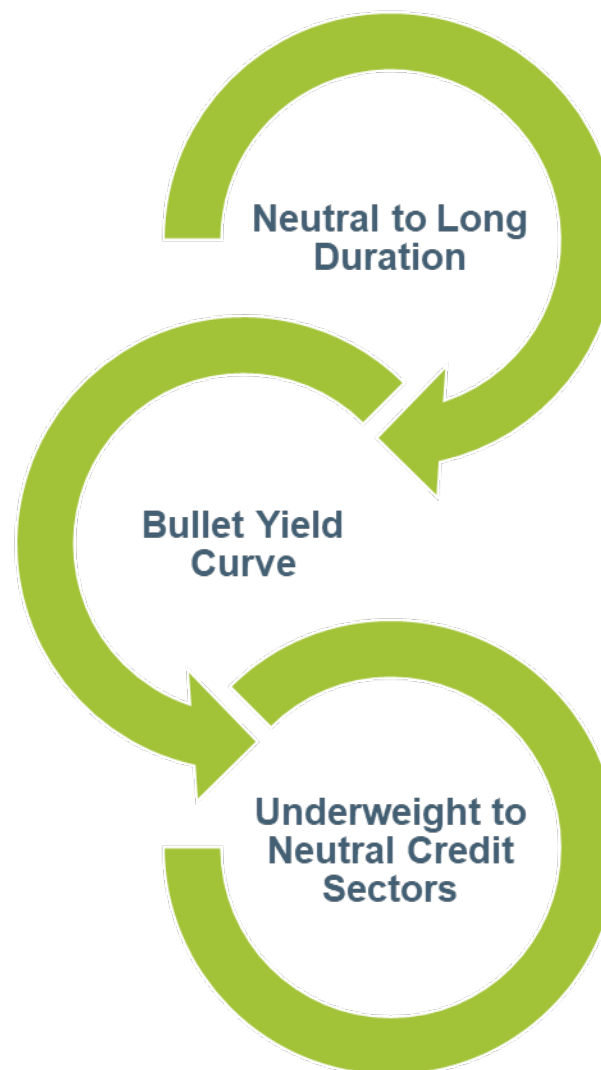 Neutral to Long
Duration
Bullet Yield
Curve
Underweight to
Neutral Credit
Sectors